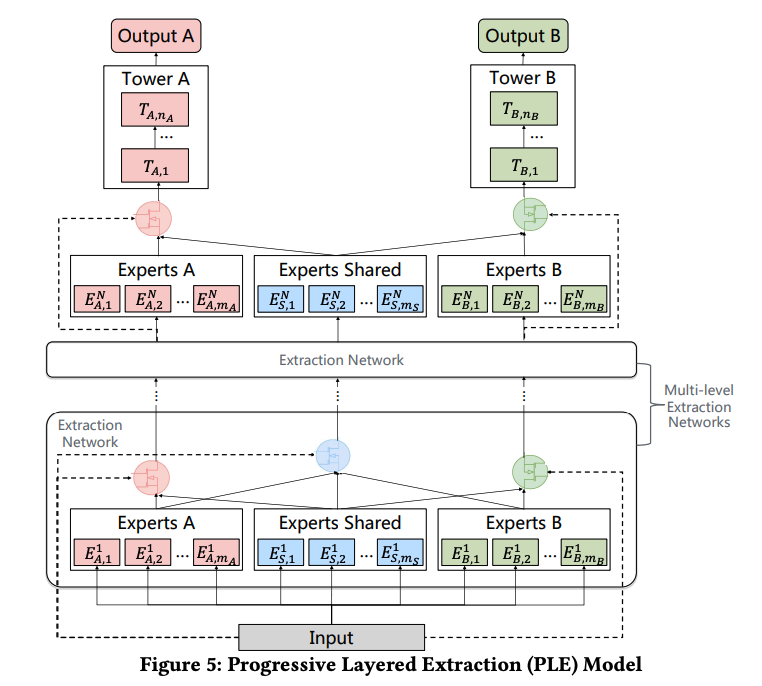 Output A
Output B
Tower A
Tower B
T_{A,n_A}
T_{B,n_B}
...
...
T_{A,1}
T_{B,1}
Experts A
Experts Shared
Experts B
E^N_{A,1} E^N_{A,2} ... E^N_{A,m_A}
E^N_{S,1} E^N_{S,2} ... E^N_{S,m_S}
E^N_{B,1} E^N_{B,2} ... E^N_{B,m_B}
Extraction Network
Multi-level
Extraction
Networks
...
...
...
Extraction
Network
Experts A
Experts Shared
Experts B
E^1_{A,1} E^1_{A,2} ... E^1_{A,m_A}
E^1_{S,1} E^1_{S,2} ... E^1_{S,m_S}
E^1_{B,1} E^1_{B,2} ... E^1_{B,m_B}
Input
Figure 5: Progressive Layered Extraction (PLE) Model